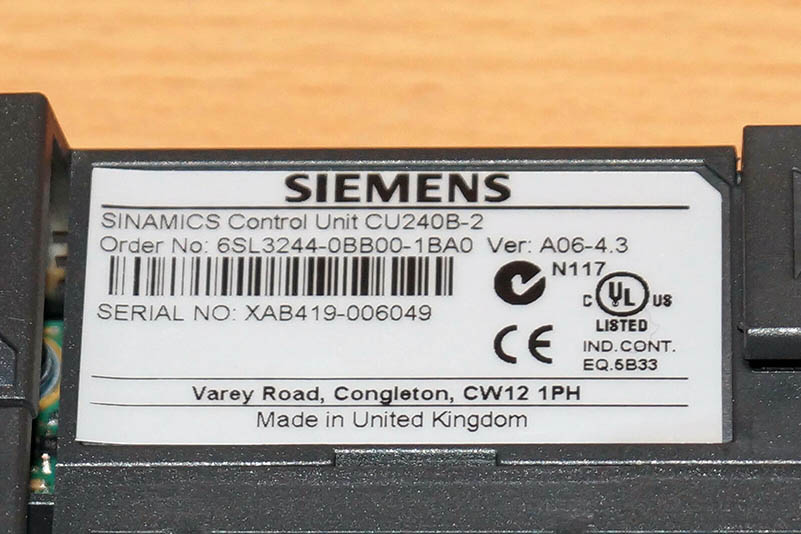 SIEMENS
SINAMICS Control Unit CU240B-2
Order No: 6SL3244-0BB00-1BA0 Ver: A06-4.3
N117
SERIAL NO: XAB419-006049
C UL US
LISTED
IND.CONT.
EQ.5B33
CE
Varey Road, Congleton, CW12 1PH
Made in United Kingdom